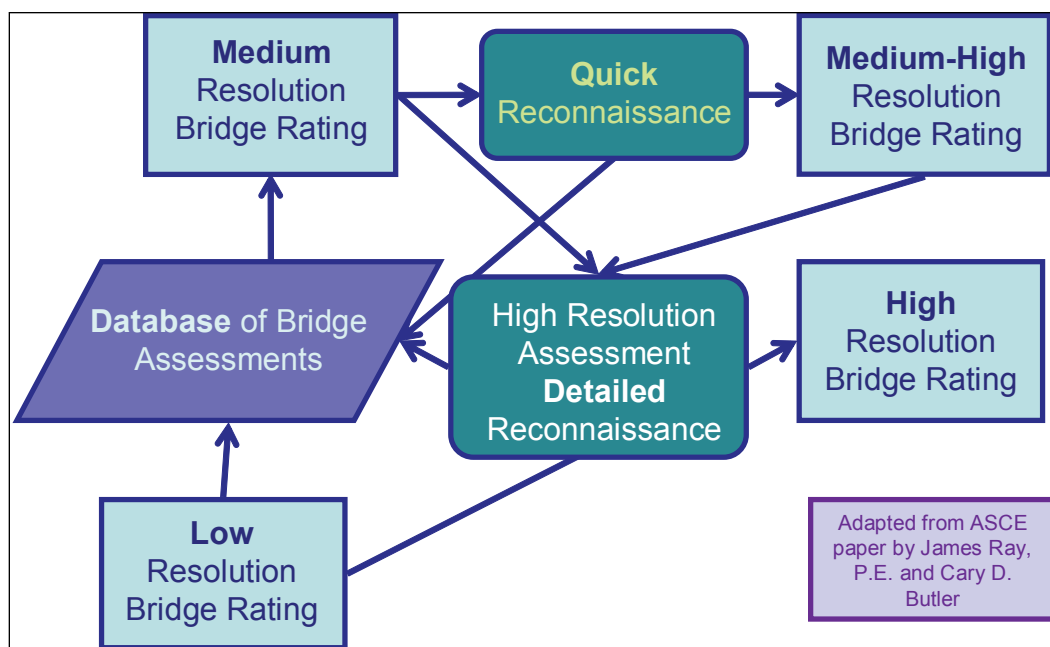 Medium
Resolution
Bridge Rating
Quick
Reconnaissance
Medium-High
Resolution
Bridge Rating
Database of Bridge
Assessments
High Resolution
Assessment
Detailed
Reconnaissance
High
Resolution
Bridge Rating
Low
Resolution
Bridge Rating
Adapted from ASCE
paper by James Ray,
P.E. and Cary D.
Butler